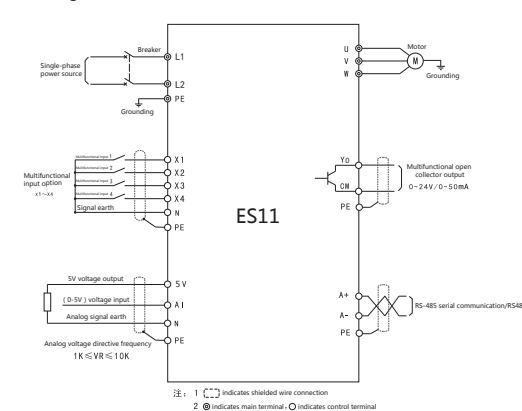 Breaker
L1
Single-phase
power source
L2
PE
Grounding
U
V
W
Motor
M
Grounding
Multifunctional input 1
X1
Multifunctional input 2
X2
Multifunctional input 3
X3
Multifunctional input 4
X4
Multifunctional
input option
X1~X4
Signal earth
N
PE
ES11
YO
CM
PE
Multifunctional open
collector output
0-24V/0-50mA
5V voltage output
5V
(0-5V) voltage input
AI
Analog signal earth
N
PE
Analog voltage directive frequency
1K≤VR≤10K
A+
A-
PE
RS-485 serial communication/RS48
注: 1 indicates shielded wire connection
2 indicates main terminal, indicates control terminal